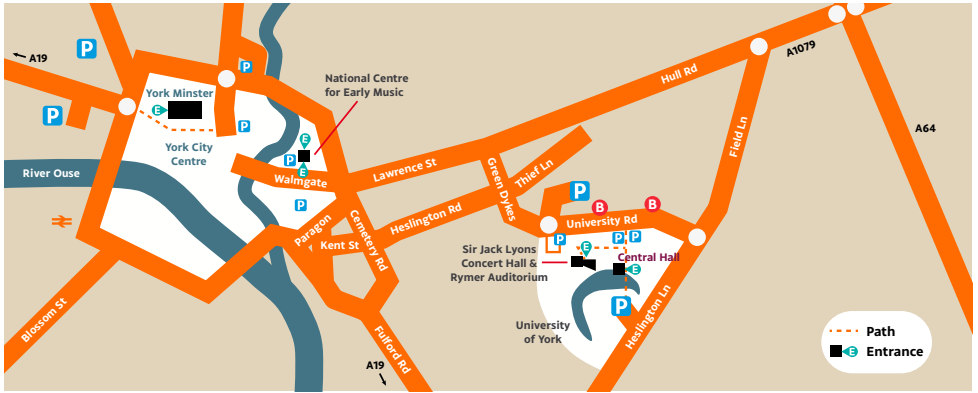 P
A19
P
P
P
York Minster
E
York City
Centre
River Ouse
National Centre
for Early Music
E
P
E
Walmgate
P
Lawrence St
Hull Rd
A1079
A64
Field Ln
Green Dykes
Thief Ln
P
B
B
University Rd
Heslington Rd
Paragon
Kent St
Cemetery Rd
Sir Jack Lyons
Concert Hall &
Rymer Auditorium
P
E
P
P
Central Hall
E
P
University
of York
Heslington Ln
Blossom St
Fulford Rd
A19
Path
E
Entrance